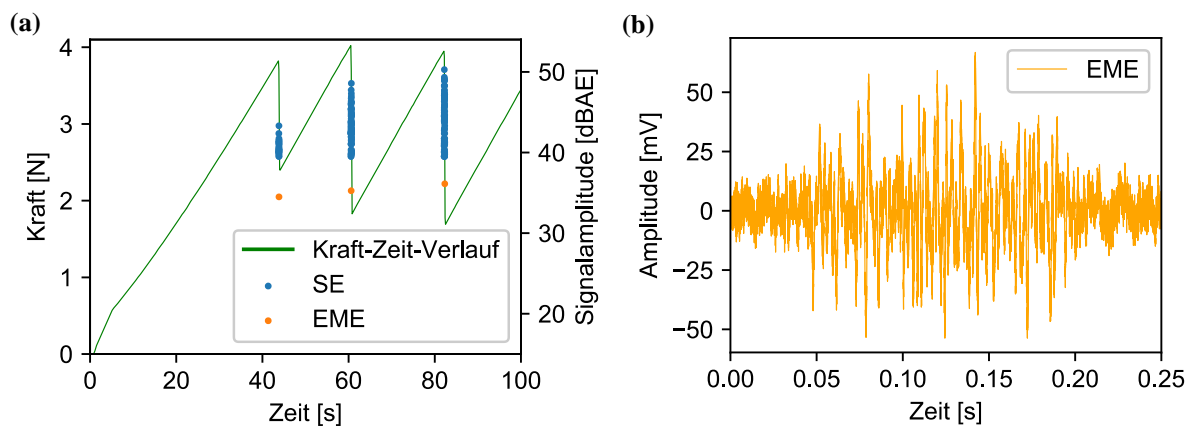 (a)
4
3
2
1
0
Kraft [N]
50
40
30
20
Signalamplitude [dBAE]
Kraft-Zeit-Verlauf
SE
EME
0 20 40 60 80 100
Zeit [s]
(b)
50
25
0
−25
−50
Amplitude [mV]
EME
0.00 0.05 0.10 0.15 0.20 0.25
Zeit [s]